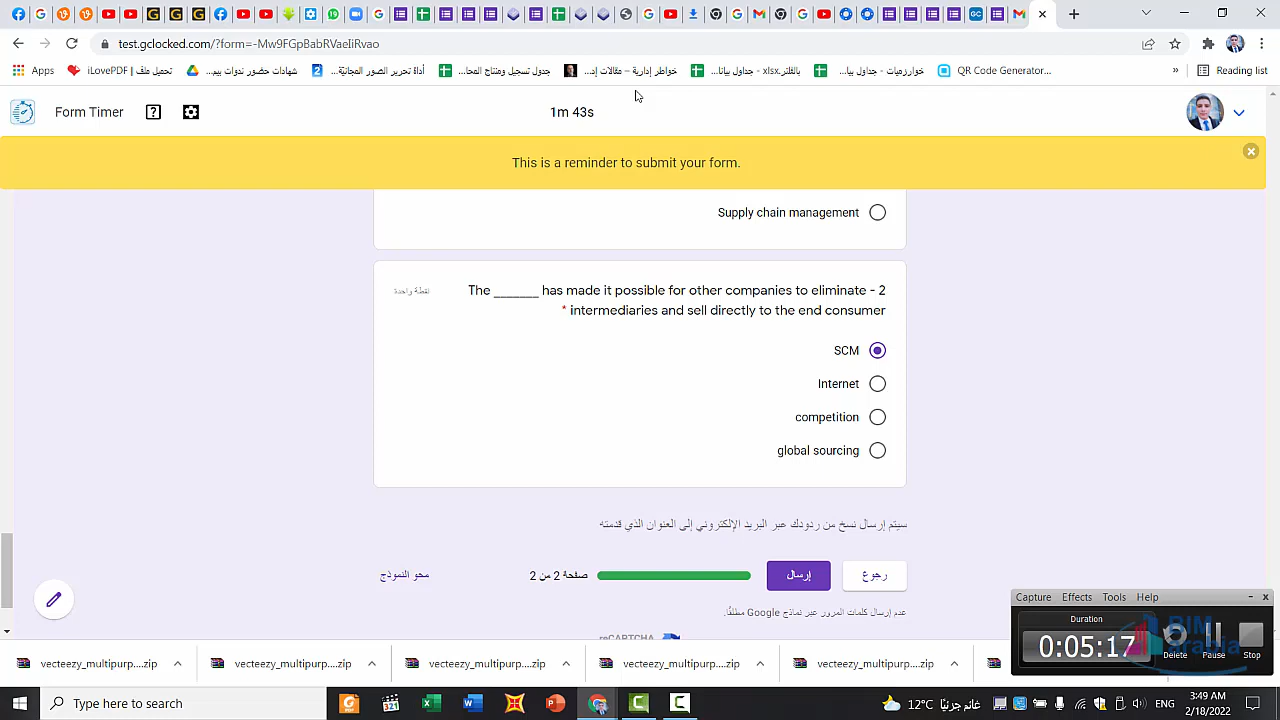 test.gclocked.com/?form=-Mw9FGpBabRVaeIiRvao
Apps
iLovePDF | تحميل ملف
شهادات حضور ندوات بيم...
أداة تحرير الصور المجانيّة...
جدول تسجيل ومنتاج المحا...
خواطر إدارية – مقالات إد...
بالفلتر.xlsx - جداول بيا...
خوارزميات - جداول بيا...
QR Code Generator...
»
Reading list
Form Timer
1m 43s
This is a reminder to submit your form.
Supply chain management
نقطة واحدة
The _______ has made it possible for other companies to eliminate - 2
* intermediaries and sell directly to the end consumer
SCM
Internet
competition
global sourcing
سيتم إرسال نسخ من ردودك عبر البريد الإلكتروني إلى العنوان الذي قدمته
رجوع
إرسال
صفحة 2 من 2
محو النموذج
عدم إرسال كلمات المرور عبر نماذج Google مطلقًا.
reCAPTCHA
Capture Effects Tools Help
Duration
0:05:17
Delete Pause Stop
BIM
arabia
vecteezy_multipurp....zip
vecteezy_multipurp....zip
vecteezy_multipurp....zip
vecteezy_multipurp....zip
vecteezy_multipurp....zip
Type here to search
12°C غائم جزئيًا
ENG
3:49 AM
2/18/2022